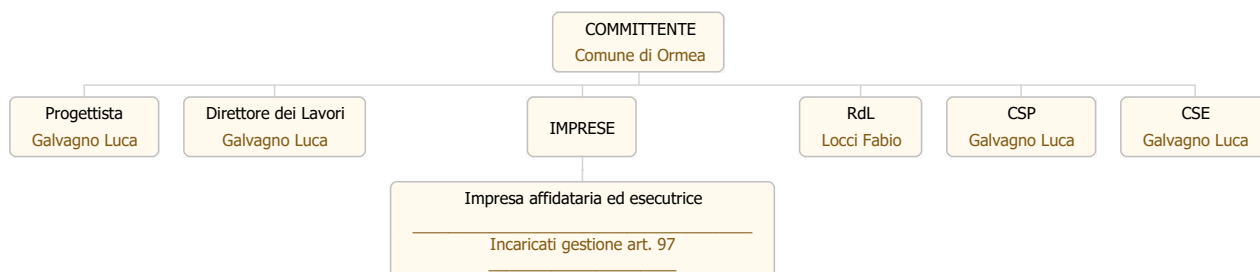 COMMITTENTE
Comune di Ormea
Progettista
Galvagno Luca
Direttore dei Lavori
Galvagno Luca
IMPRESE
RdL
Locci Fabio
CSP
Galvagno Luca
CSE
Galvagno Luca
Impresa affidataria ed esecutrice
Incaricati gestione art. 97